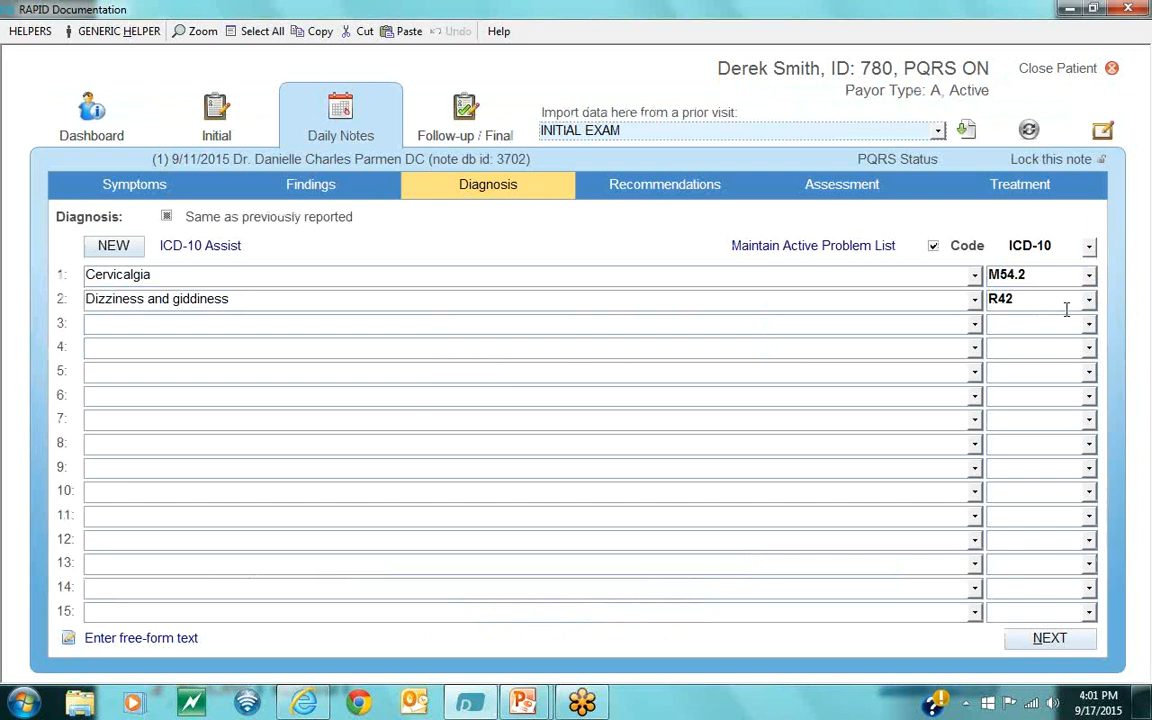 RAPID Documentation
HELPERS GENERIC HELPER Zoom Select All Copy Cut Paste Undo Help
Derek Smith, ID: 780, PQRS ON Close Patient
Payor Type: A, Active
Import data here from a prior visit:
INITIAL EXAM
Dashboard Initial Daily Notes Follow-up / Final
(1) 9/11/2015 Dr. Danielle Charles Parmen DC (note db id: 3702) PQRS Status Lock this note
Symptoms Findings Diagnosis Recommendations Assessment Treatment
Diagnosis: Same as previously reported
NEW ICD-10 Assist Maintain Active Problem List Code ICD-10
1: Cervicalgia M54.2
2: Dizziness and giddiness R42
3:
4:
5:
6:
7:
8:
9:
10:
11:
12:
13:
14:
15:
Enter free-form text NEXT
4:01 PM
9/17/2015